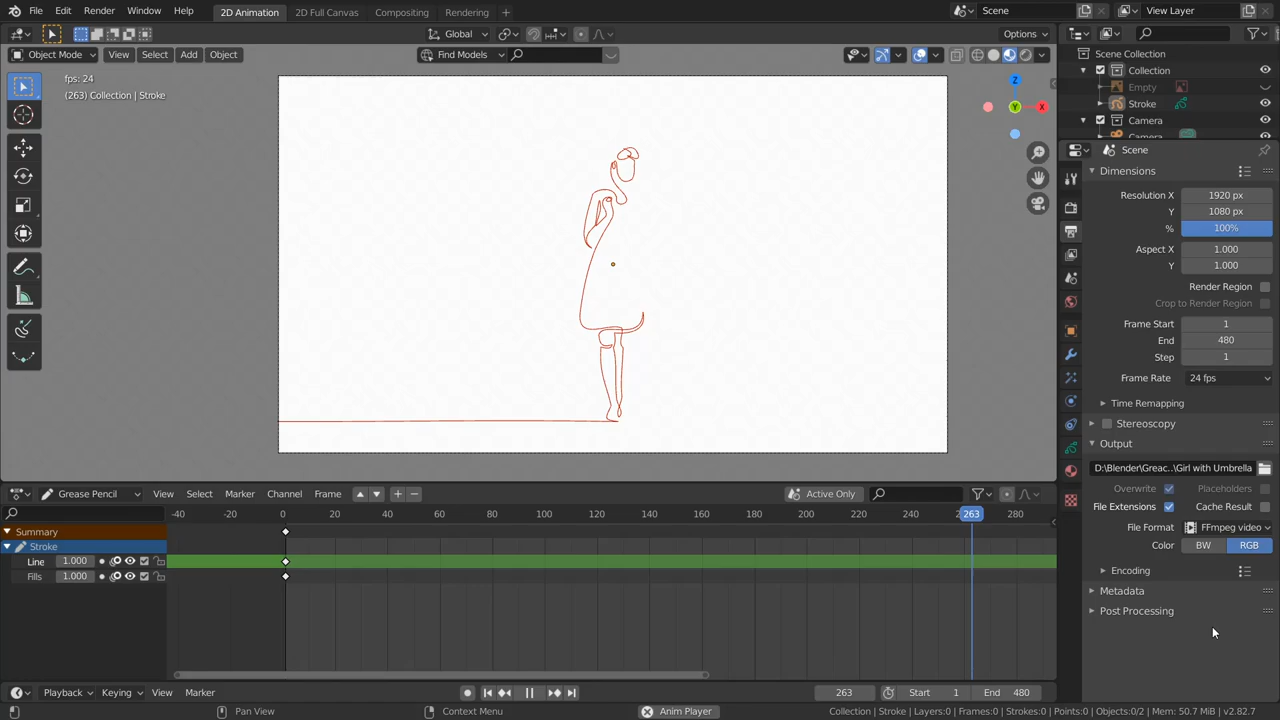 File Edit Render Window Help 2D Animation 2D Full Canvas Compositing Rendering + Scene View Layer
Global Options
Object Mode View Select Add Object Find Models
Scene Collection
Collection
Empty
Stroke
Camera
fps: 24
(263) Collection | Stroke
Z
Y
X
Scene
Dimensions
Resolution X 1920 px
Y 1080 px
% 100%
Aspect X 1.000
Y 1.000
Render Region
Crop to Render Region
Frame Start 1
End 480
Step 1
Frame Rate 24 fps
Time Remapping
Stereoscopy
Output
D:\Blender\Greac..\Girl with Umbrella
Overwrite Placeholders
File Extensions Cache Result
File Format FFmpeg video
Color BW RGB
Encoding
Metadata
Post Processing
Grease Pencil View Select Marker Channel Frame Active Only
-40 -20 0 20 40 60 80 100 120 140 160 180 200 220 240 263 280
Summary
Stroke
Line 1.000
Fills 1.000
Playback Keying View Marker 263 Start 1 End 480
Pan View Context Menu Anim Player Collection | Stroke | Layers:0 | Frames:0 | Strokes:0 | Points:0 | Objects:0/2 | Mem: 50.7 MiB | v2.82.7